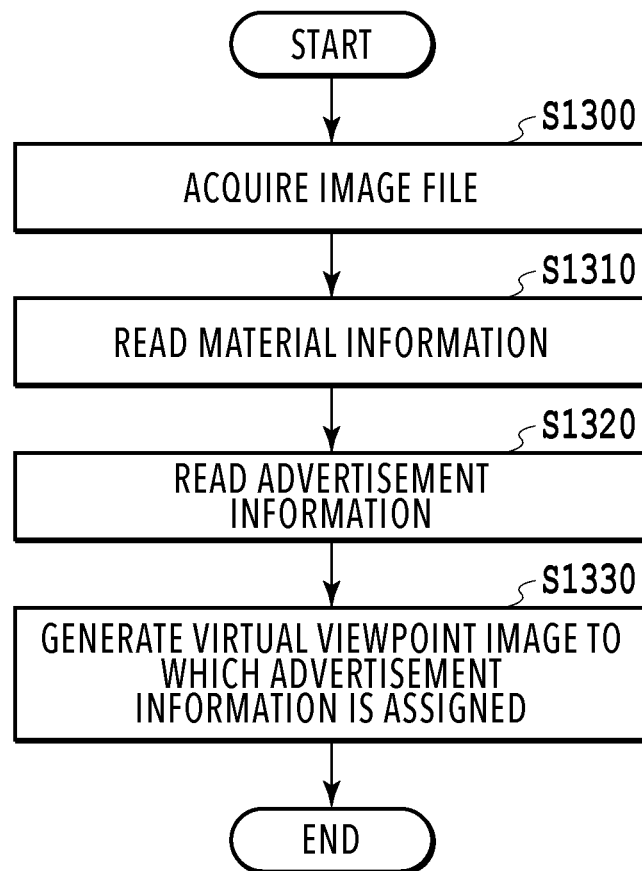 START
S1300
ACQUIRE IMAGE FILE
S1310
READ MATERIAL INFORMATION
S1320
READ ADVERTISEMENT
INFORMATION
S1330
GENERATE VIRTUAL VIEWPOINT IMAGE TO
WHICH ADVERTISEMENT
INFORMATION IS ASSIGNED
END